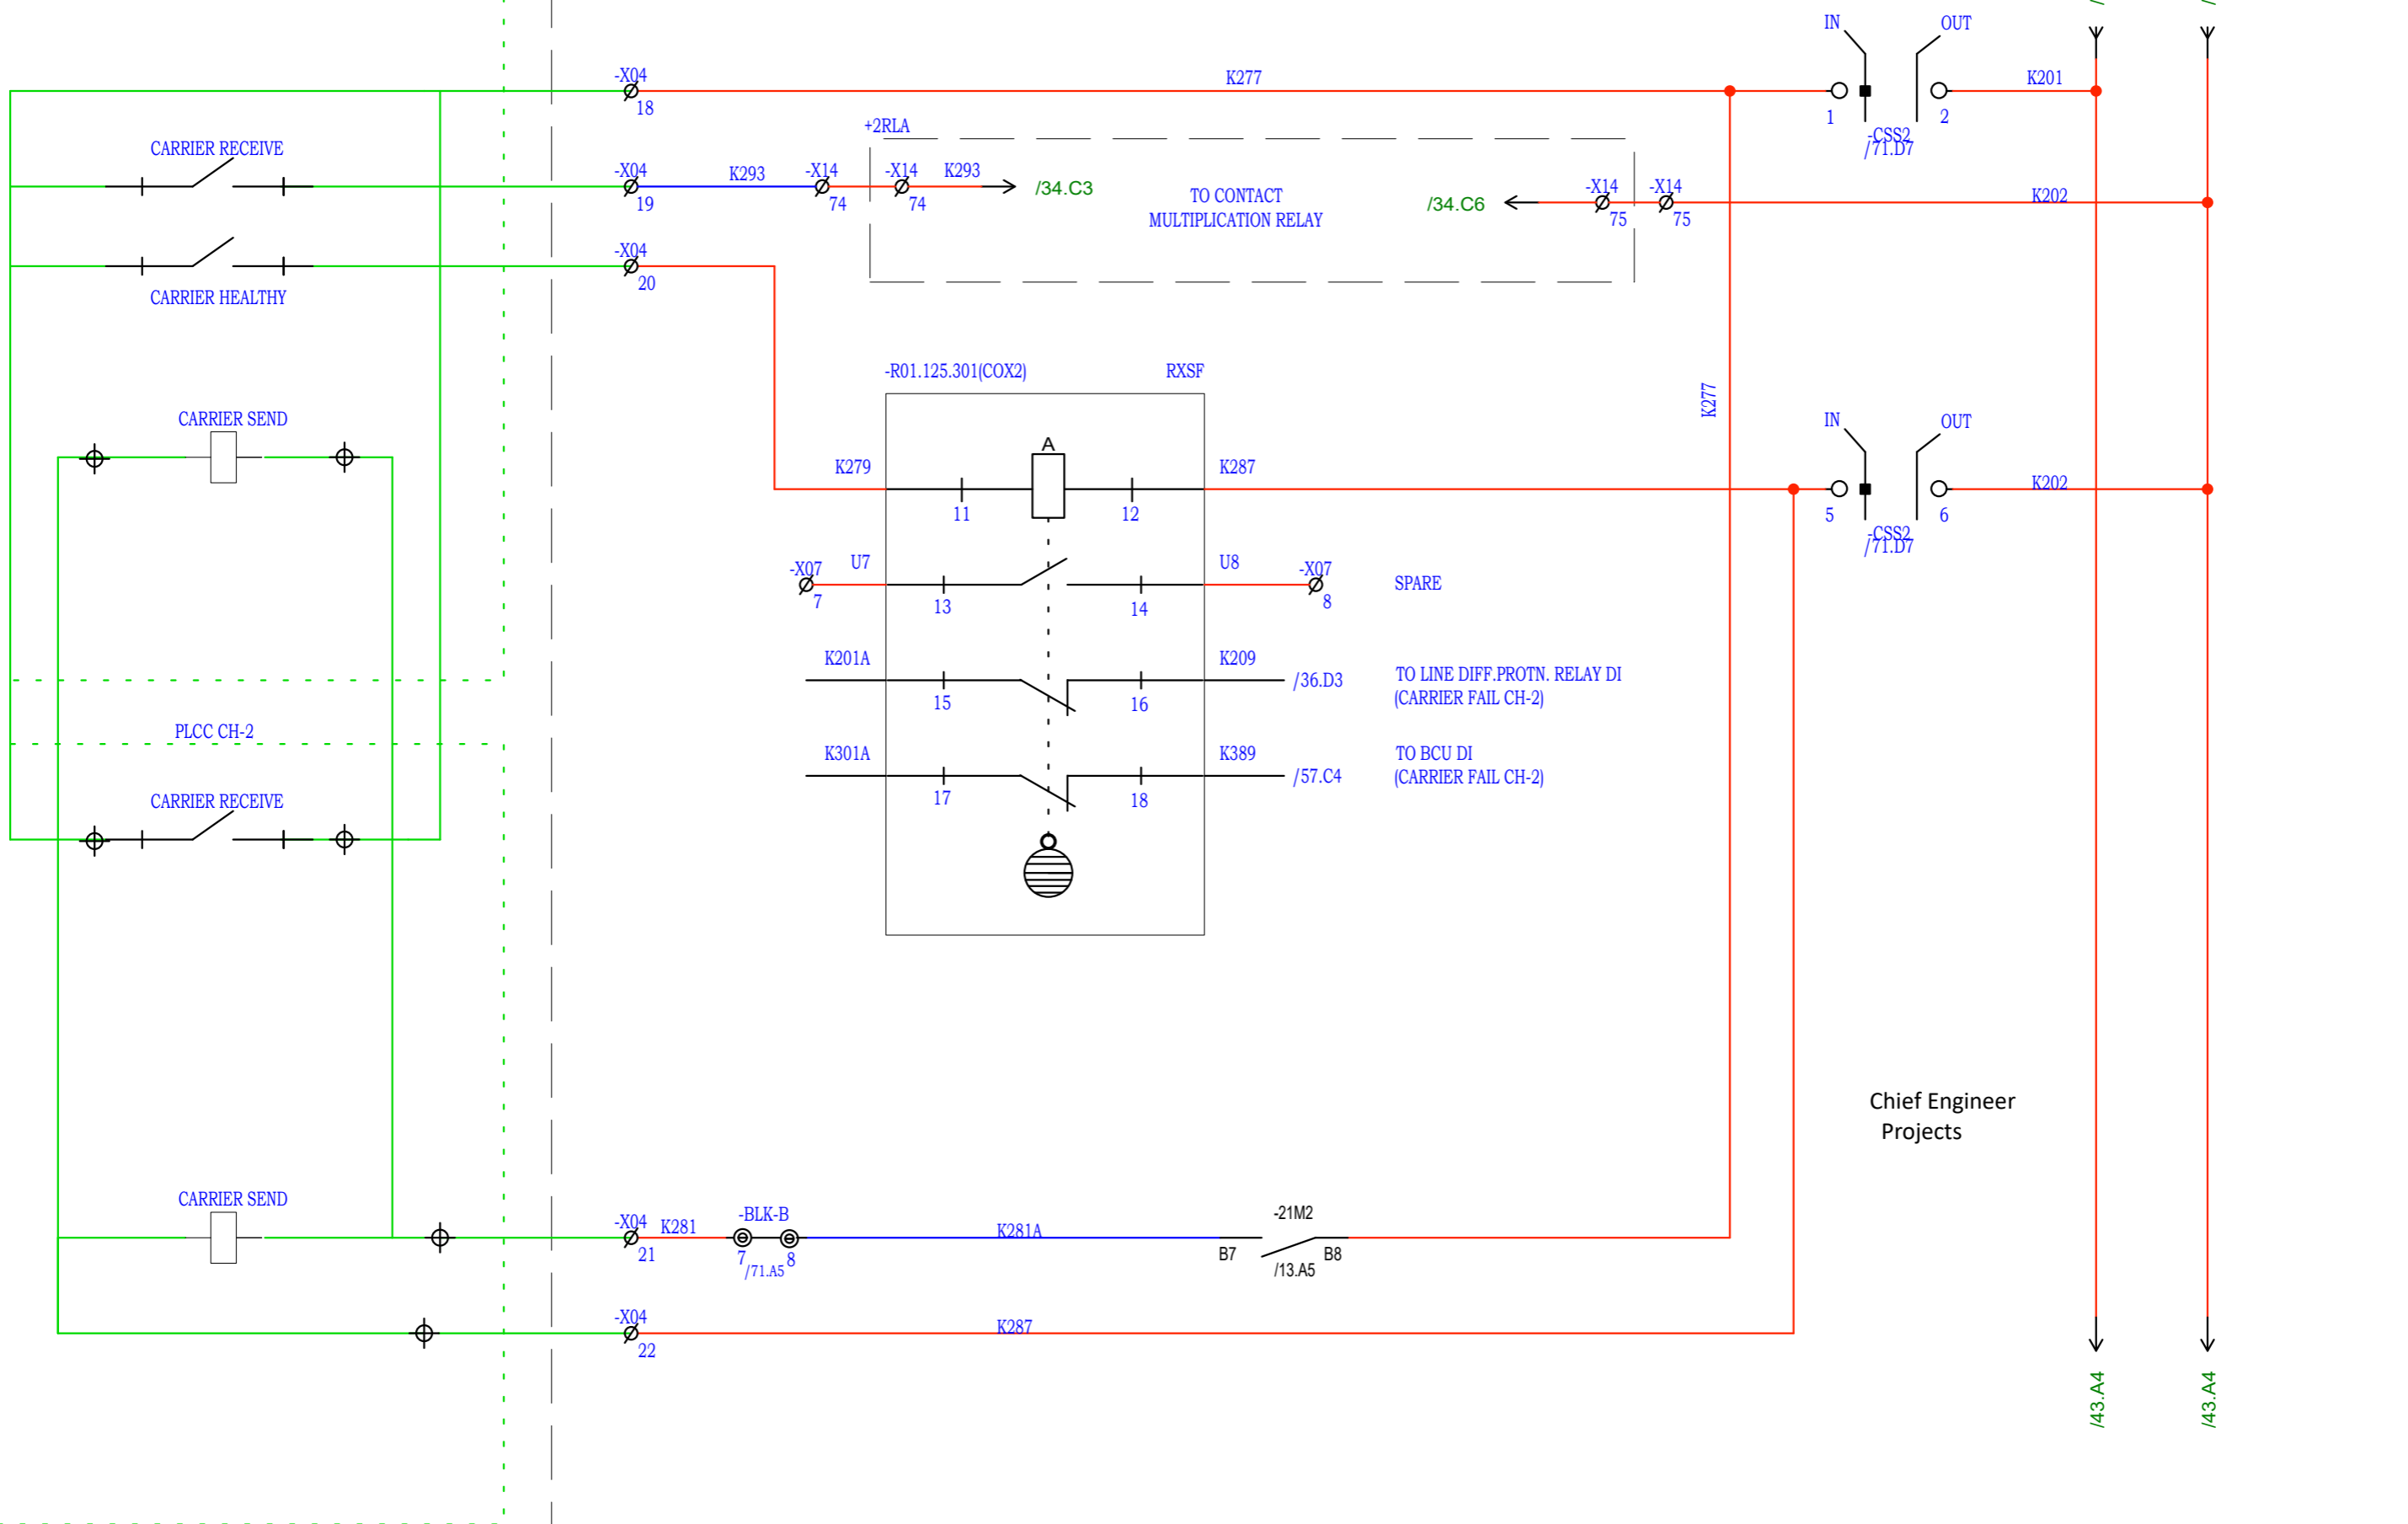 IN
OUT
-X04
18
K277
1
2
K201
-CSS2
/71.D7
+2RLA
CARRIER RECEIVE
-X04
19
K293
-X14
74
-X14
74
K293
/34.C3
TO CONTACT
MULTIPLICATION RELAY
/34.C6
-X14
75
-X14
75
K202
-X04
20
CARRIER HEALTHY
-R01.125.301(COX2)
RXSF
K277
CARRIER SEND
A
K279
11
12
K287
IN
OUT
5
6
K202
-CSS2
/71.D7
-X07
7
U7
13
14
U8
-X07
8
SPARE
K201A
15
16
K209
/36.D3
TO LINE DIFF.PROTN. RELAY DI
(CARRIER FAIL CH-2)
PLCC CH-2
K301A
17
18
K389
/57.C4
TO BCU DI
(CARRIER FAIL CH-2)
CARRIER RECEIVE
Chief Engineer
Projects
CARRIER SEND
-X04
21
K281
-BLK-B
7
8
/71.A5
K281A
-21M2
B7
B8
/13.A5
-X04
22
K287
/43.A4
/43.A4